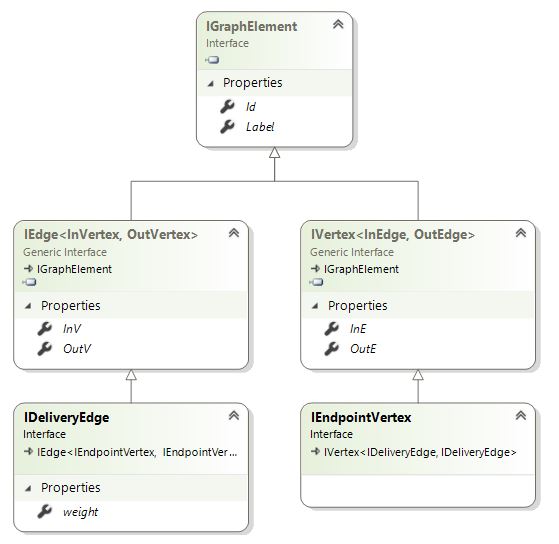 IGraphElement
Interface
Properties
Id
Label
IEdge<InVertex, OutVertex>
Generic Interface
IGraphElement
Properties
InV
OutV
IVertex<InEdge, OutEdge>
Generic Interface
IGraphElement
Properties
InE
OutE
IDeliveryEdge
Interface
IEdge<IEndpointVertex, IEndpointVer...
Properties
weight
IEndpointVertex
Interface
IVertex<IDeliveryEdge, IDeliveryEdge>